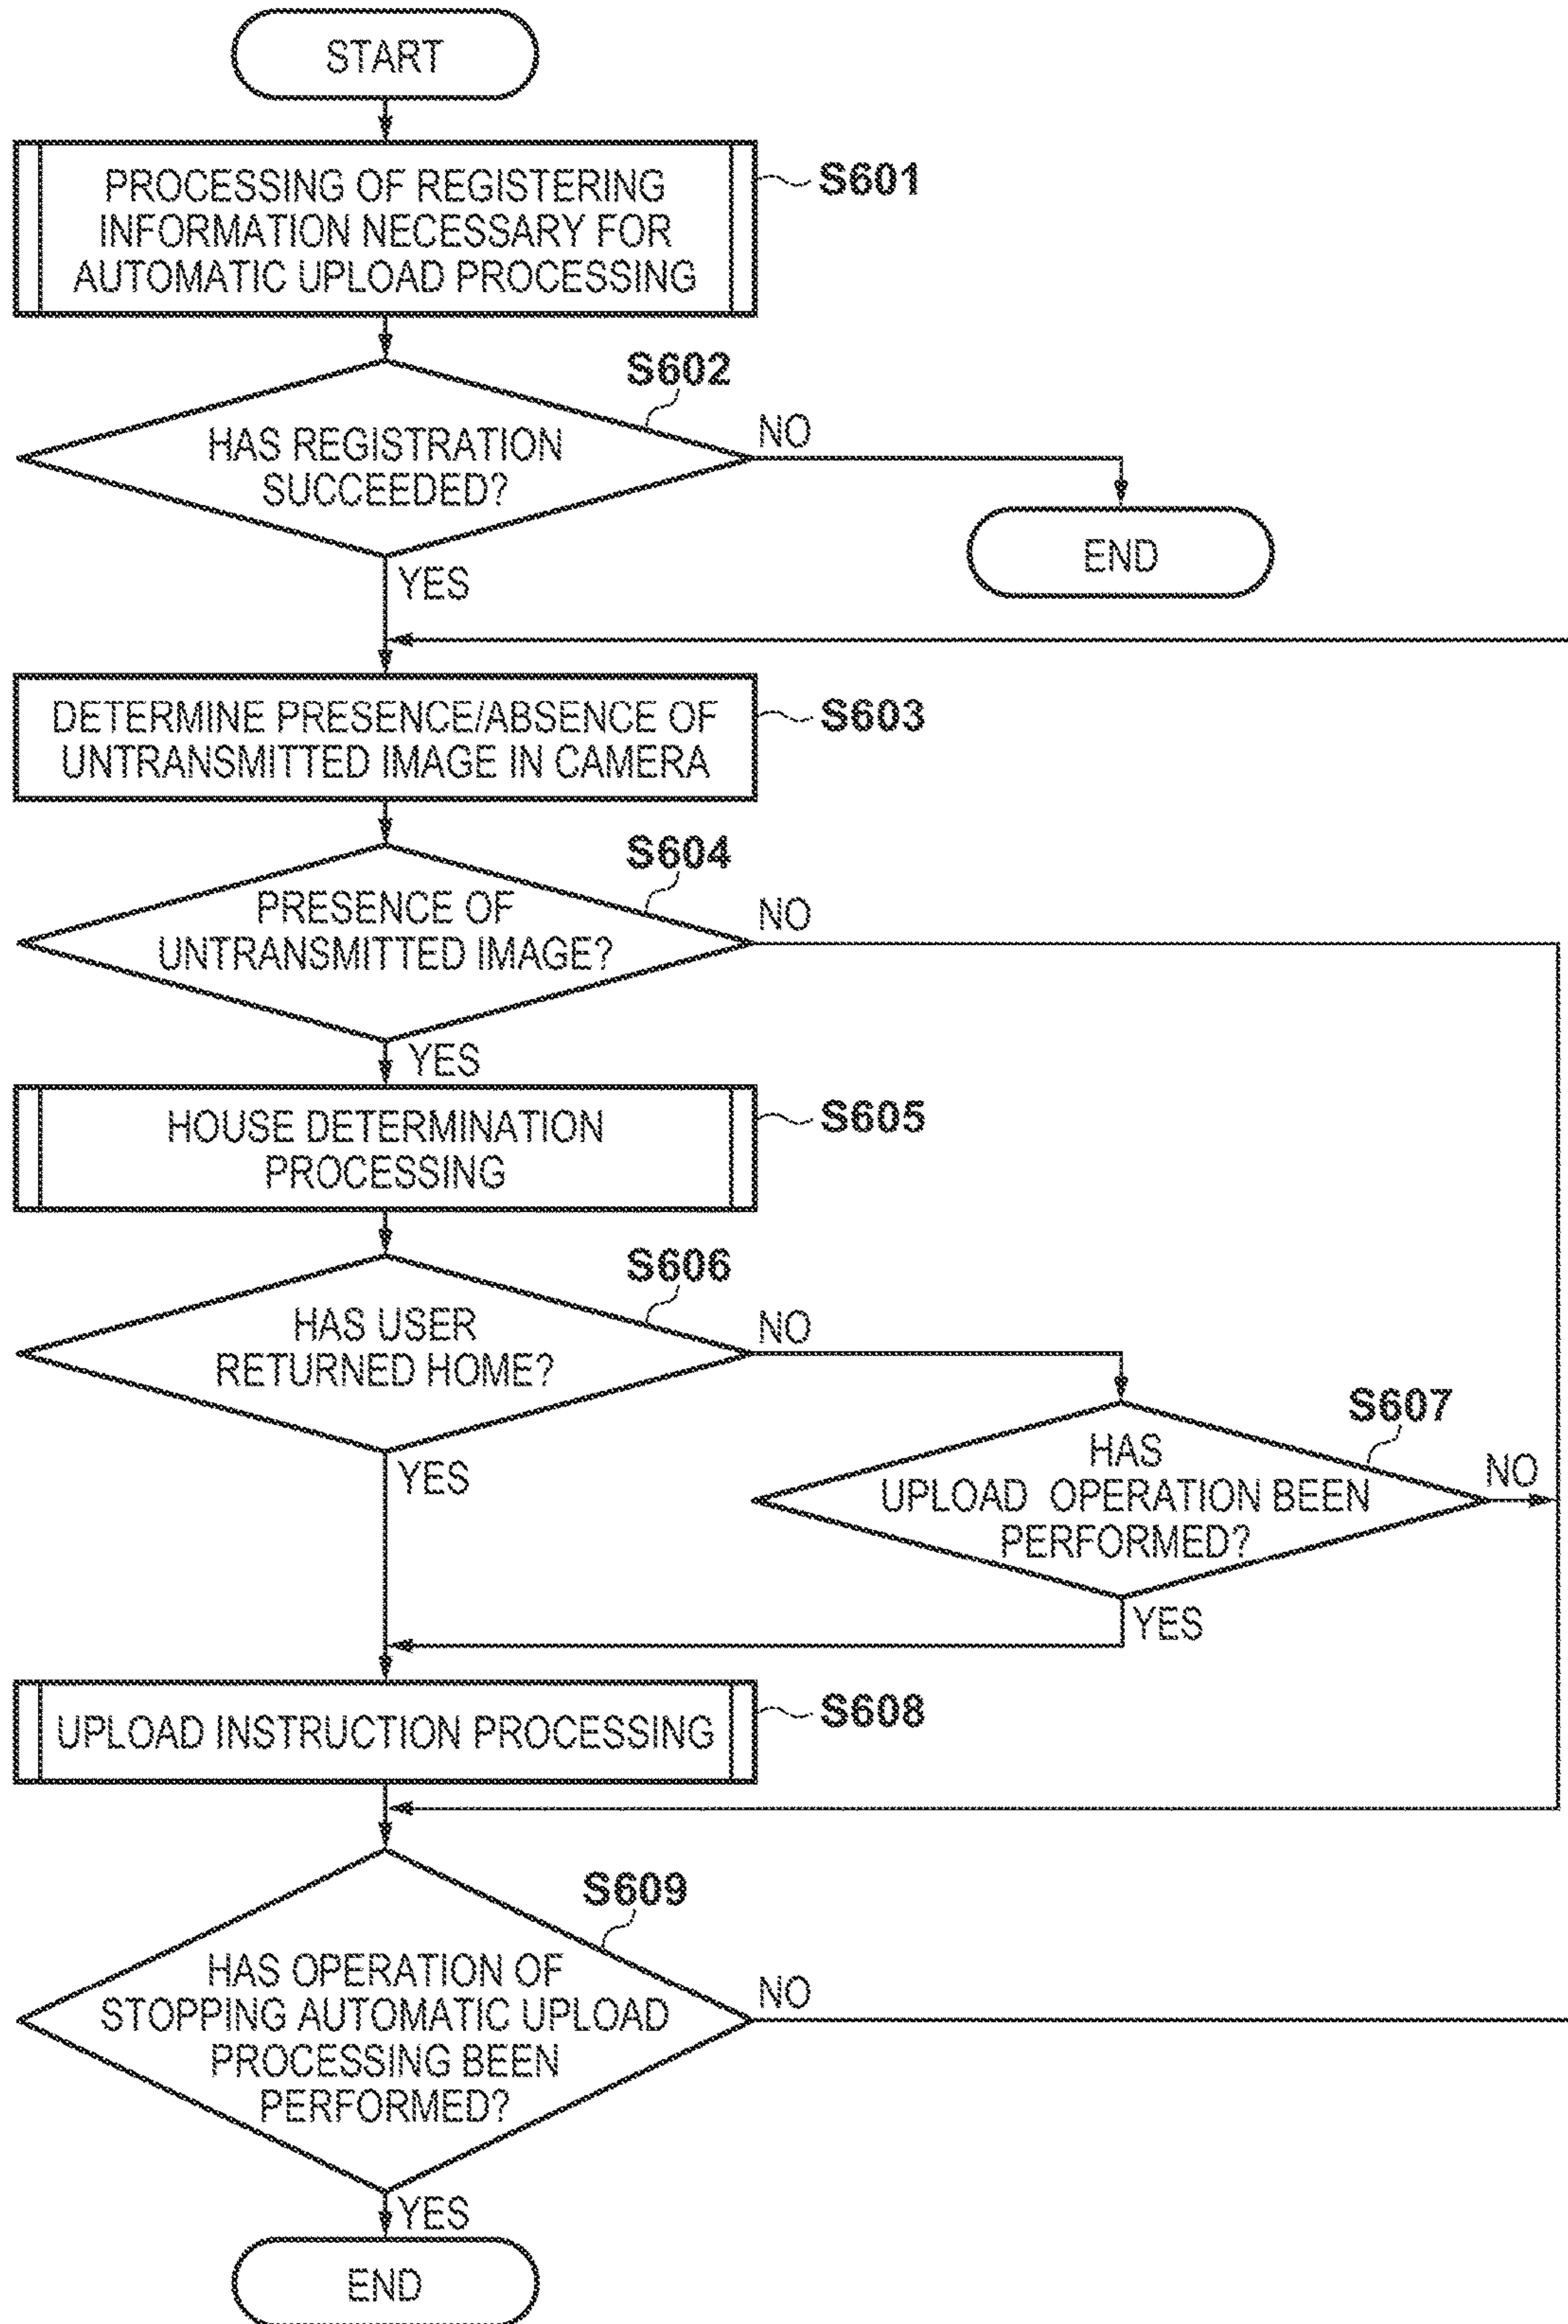 START
PROCESSING OF REGISTERING
INFORMATION NECESSARY FOR
AUTOMATIC UPLOAD PROCESSING
S601
S602
HAS REGISTRATION
SUCCEEDED?
NO
END
YES
DETERMINE PRESENCE/ABSENCE OF
UNTRANSMITTED IMAGE IN CAMERA
S603
S604
PRESENCE OF
UNTRANSMITTED IMAGE?
NO
YES
HOUSE DETERMINATION
PROCESSING
S605
S606
HAS USER
RETURNED HOME?
NO
YES
S607
HAS
UPLOAD OPERATION BEEN
PERFORMED?
NO
YES
UPLOAD INSTRUCTION PROCESSING
S608
S609
HAS OPERATION OF
STOPPING AUTOMATIC UPLOAD
PROCESSING BEEN
PERFORMED?
NO
YES
END